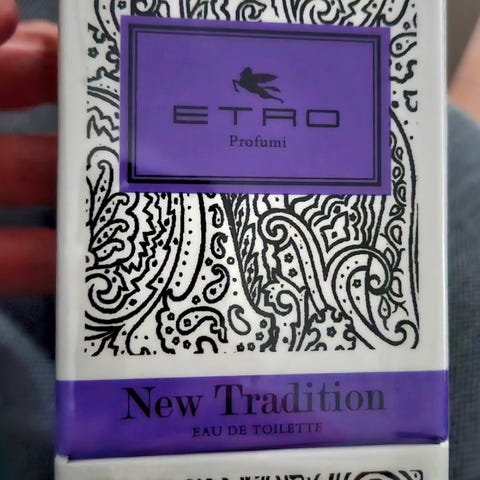 ETRO
Profumi
New Tradition
EAU DE TOILETTE